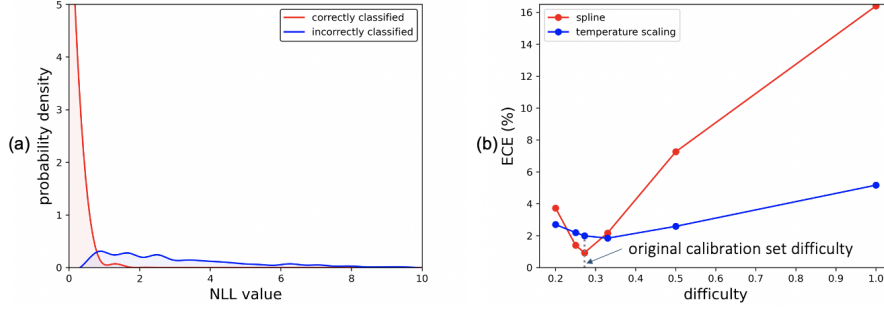 (a)
probability density
5
4
3
2
1
0
0
2
4
6
8
10
NLL value
correctly classified
incorrectly classified
(b)
ECE (%)
16
14
12
10
8
6
4
2
0
0.2
0.3
0.4
0.5
0.6
0.7
0.8
0.9
1.0
difficulty
spline
temperature scaling
original calibration set difficulty